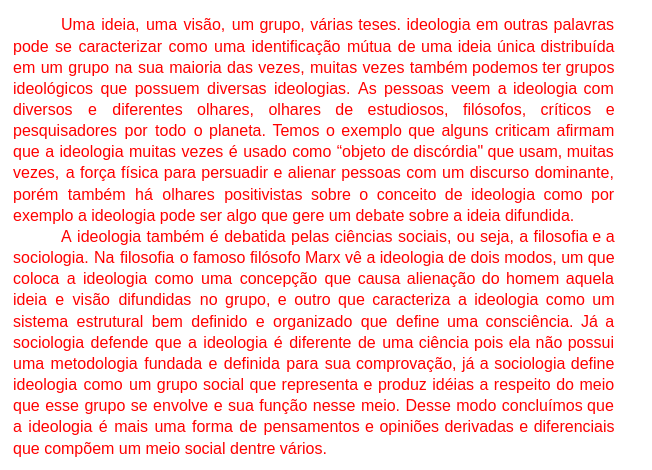 Uma ideia, uma visão, um grupo, várias teses. ideologia em outras palavras
pode se caracterizar como uma identificação mútua de uma ideia única distribuída
em um grupo na sua maioria das vezes, muitas vezes também podemos ter grupos
ideológicos que possuem diversas ideologias. As pessoas veem a ideologia com
diversos e diferentes olhares, olhares de estudiosos, filósofos, críticos e
pesquisadores por todo o planeta. Temos o exemplo que alguns criticam afirmam
que a ideologia muitas vezes é usado como “objeto de discórdia" que usam, muitas
vezes, a força física para persuadir e alienar pessoas com um discurso dominante,
porém também há olhares positivistas sobre o conceito de ideologia como por
exemplo a ideologia pode ser algo que gere um debate sobre a ideia difundida.
A ideologia também é debatida pelas ciências sociais, ou seja, a filosofia e a
sociologia. Na filosofia o famoso filósofo Marx vê a ideologia de dois modos, um que
coloca a ideologia como uma concepção que causa alienação do homem aquela
ideia e visão difundidas no grupo, e outro que caracteriza a ideologia como um
sistema estrutural bem definido e organizado que define uma consciência. Já a
sociologia defende que a ideologia é diferente de uma ciência pois ela não possui
uma metodologia fundada e definida para sua comprovação, já a sociologia define
ideologia como um grupo social que representa e produz idéias a respeito do meio
que esse grupo se envolve e sua função nesse meio. Desse modo concluímos que
a ideologia é mais uma forma de pensamentos e opiniões derivadas e diferenciais
que compõem um meio social dentre vários.